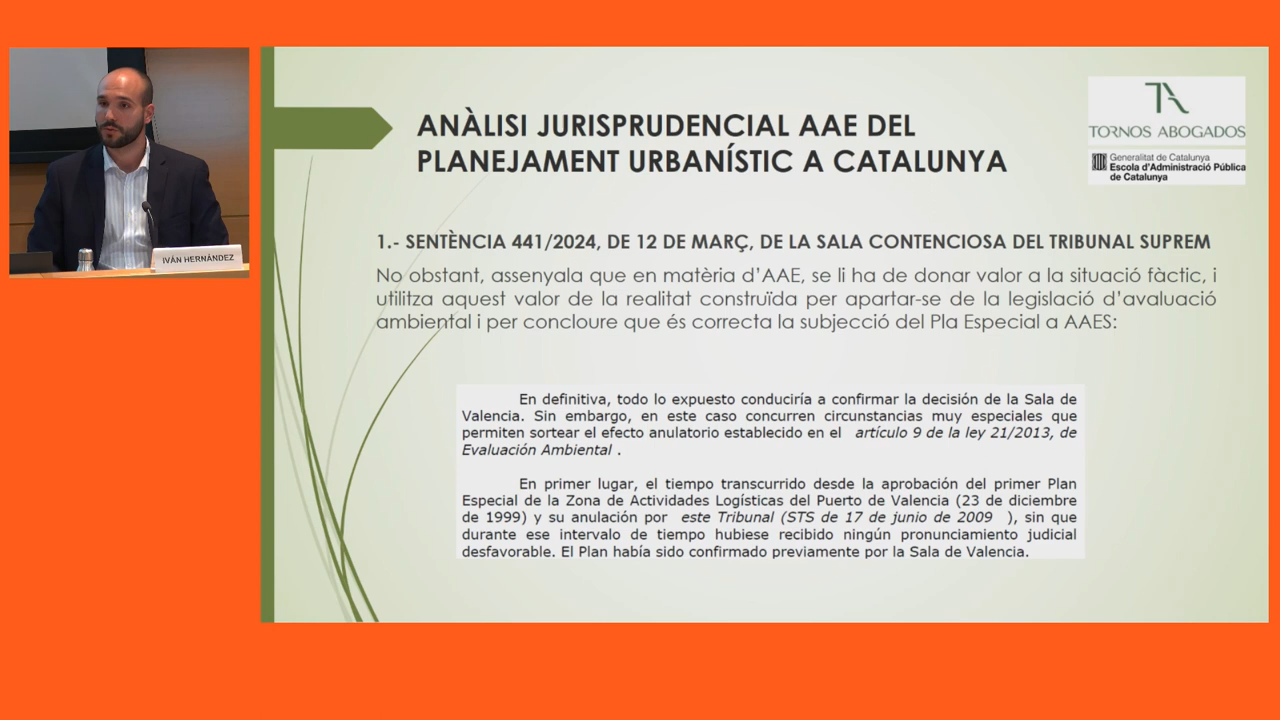 IVÁN HERNÁNDEZ
ANÀLISI JURISPRUDENCIAL AAE DEL
PLANEJAMENT URBANÍSTIC A CATALUNYA
TORNOS ABOGADOS
Generalitat de Catalunya
Escola d'Administració Pública
de Catalunya
1.- SENTÈNCIA 441/2024, DE 12 DE MARÇ, DE LA SALA CONTENCIOSA DEL TRIBUNAL SUPREM
No obstant, assenyala que en matèria d'AAE, se li ha de donar valor a la situació fàctic, i
utilitza aquest valor de la realitat construïda per apartar-se de la legislació d'avaluació
ambiental i per concloure que és correcta la subjecció del Pla Especial a AAES:
En definitiva, todo lo expuesto conduciría a confirmar la decisión de la Sala de
Valencia. Sin embargo, en este caso concurren circunstancias muy especiales que
permiten sortear el efecto anulatorio establecido en el artículo 9 de la ley 21/2013, de
Evaluación Ambiental .
En primer lugar, el tiempo transcurrido desde la aprobación del primer Plan
Especial de la Zona de Actividades Logísticas del Puerto de Valencia (23 de diciembre
de 1999) y su anulación por este Tribunal (STS de 17 de junio de 2009 ), sin que
durante ese intervalo de tiempo hubiese recibido ningún pronunciamiento judicial
desfavorable. El Plan había sido confirmado previamente por la Sala de Valencia.